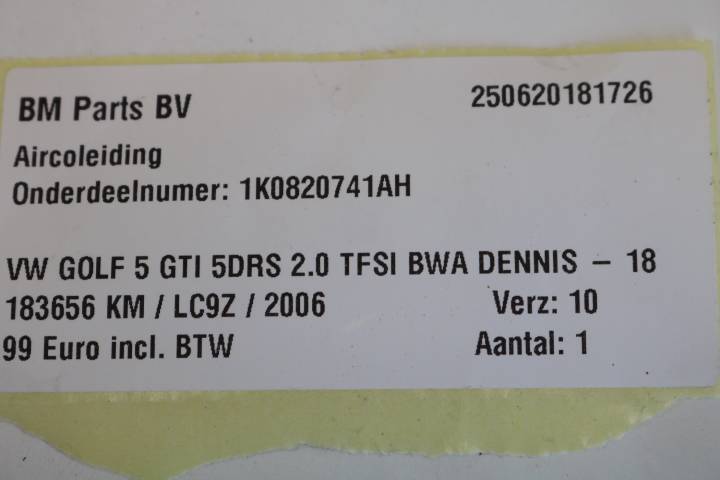 BM Parts BV 250620181726
Aircoleiding
Onderdeelnumer: 1K0820741AH
VW GOLF 5 GTI 5DRS 2.0 TFSI BWA DENNIS – 18
183656 KM / LC9Z / 2006 Verz: 10
99 Euro incl. BTW Aantal: 1